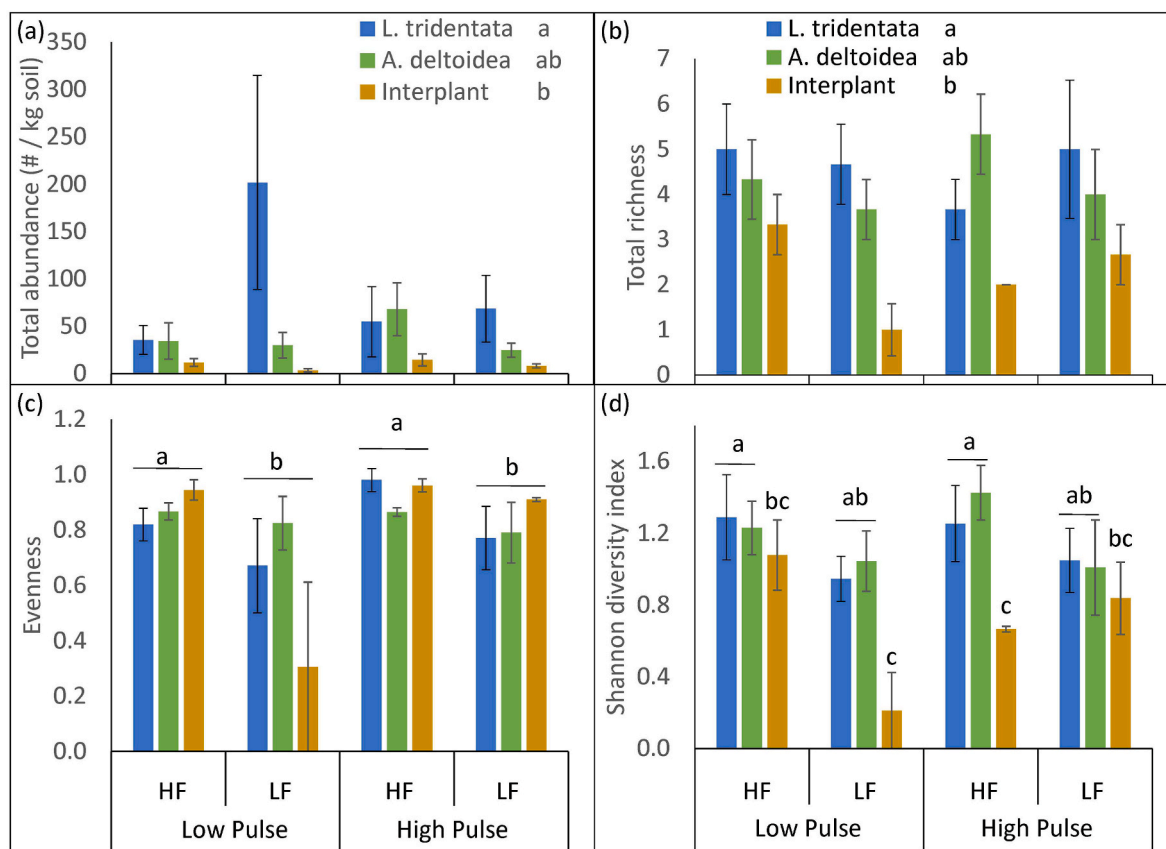 (a)
L. tridentata a
A. deltoidea ab
Interplant b
Total abundance (# / kg soil)
350
300
250
200
150
100
50
0
(b)
L. tridentata a
A. deltoidea ab
Interplant b
Total richness
7
6
5
4
3
2
1
0
(c)
Evenness
1.2
1.0
0.8
0.6
0.4
0.2
0.0
a
b
a
b
HF LF HF LF
Low Pulse High Pulse
(d)
Shannon diversity index
1.6
1.2
0.8
0.4
0.0
a
bc
ab
c
a
c
ab
bc
HF LF HF LF
Low Pulse High Pulse